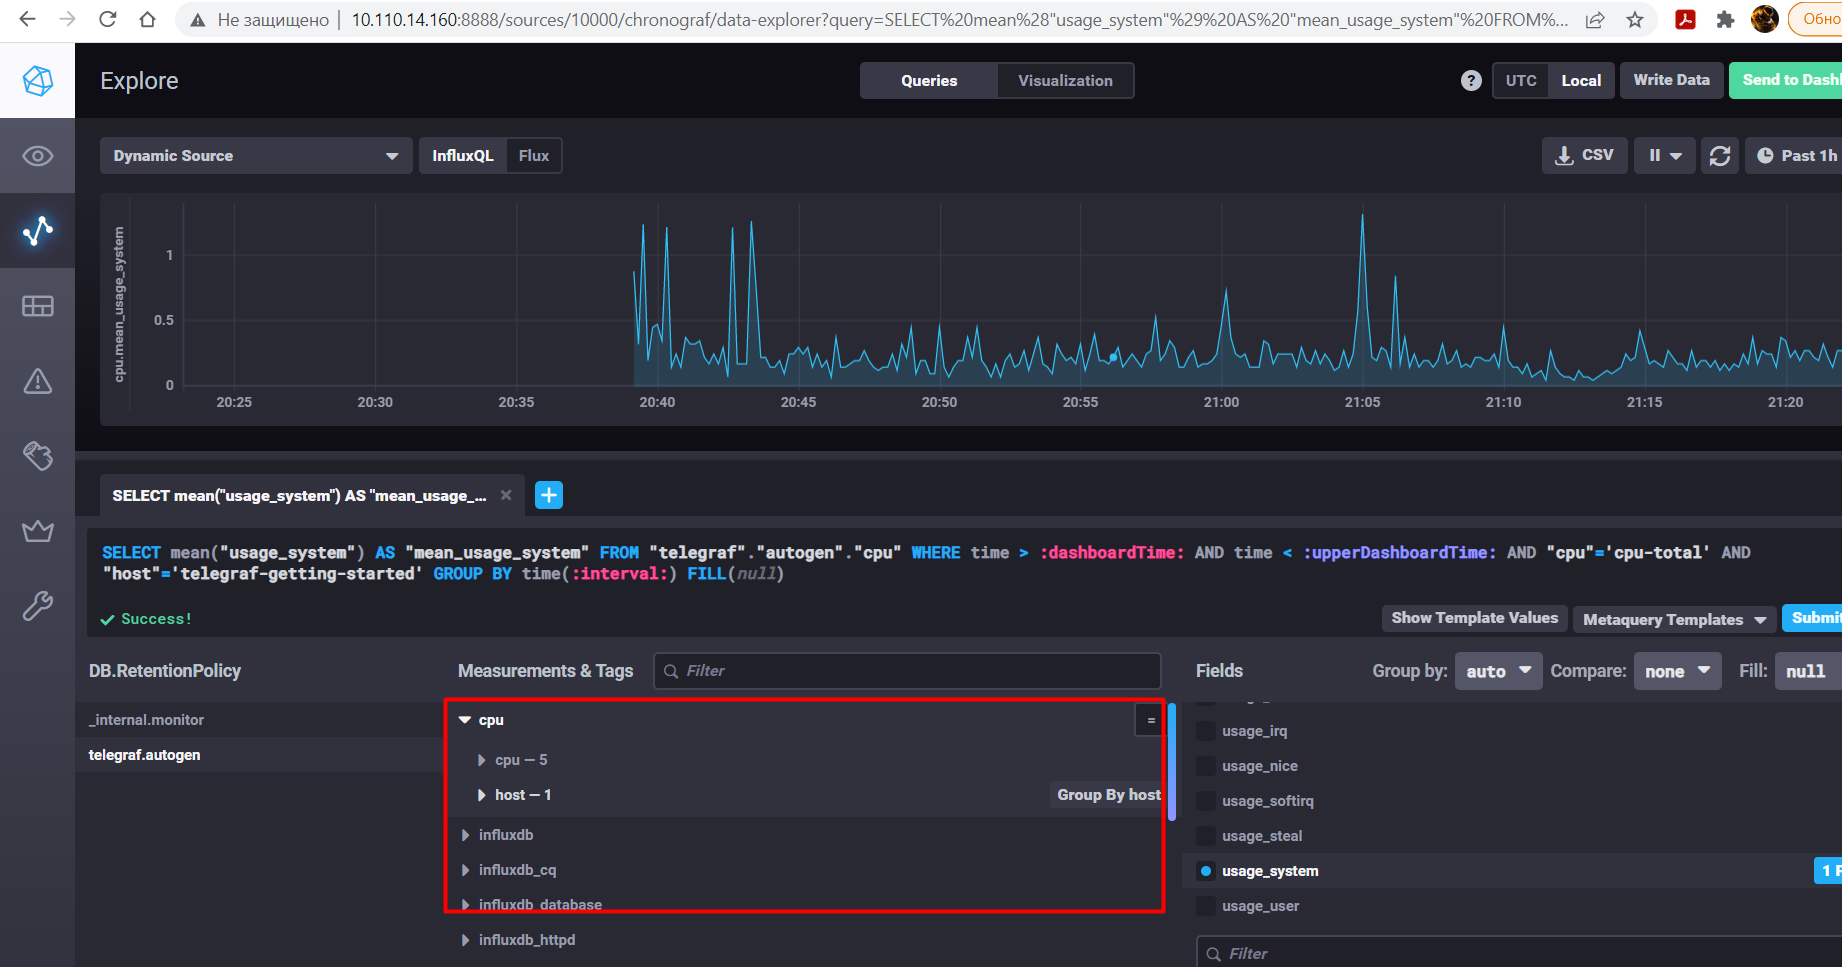 Не защищено | 10.110.14.160:8888/sources/10000/chronograf/data-explorer?query=SELECT%20mean%28"usage_system"%29%20AS%20"mean_usage_system"%20FROM%...
Обно
Explore
Queries
Visualization
?
UTC
Local
Write Data
Send to Dash
Dynamic Source
InfluxQL
Flux
CSV
Past 1h
cpu.mean_usage_system
1
0.5
0
20:25 20:30 20:35 20:40 20:45 20:50 20:55 21:00 21:05 21:10 21:15 21:20
SELECT mean("usage_system") AS "mean_usage_...
SELECT mean("usage_system") AS "mean_usage_system" FROM "telegraf"."autogen"."cpu" WHERE time > :dashboardTime: AND time < :upperDashboardTime: AND "cpu"='cpu-total' AND
"host"='telegraf-getting-started' GROUP BY time(:interval:) FILL(null)
Success!
Show Template Values
Metaquery Templates
Submit
DB.RetentionPolicy
_internal.monitor
telegraf.autogen
Measurements & Tags
Filter
cpu
=
cpu — 5
host — 1
Group By host
influxdb
influxdb_cq
influxdb_database
influxdb_httpd
Fields
Group by: auto
Compare: none
Fill: null
usage_irq
usage_nice
usage_softirq
usage_steal
usage_system
1 F
usage_user
Filter